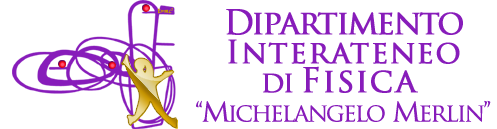 Dipartimento
Interateneo
di Fisica
“Michelangelo Merlin”